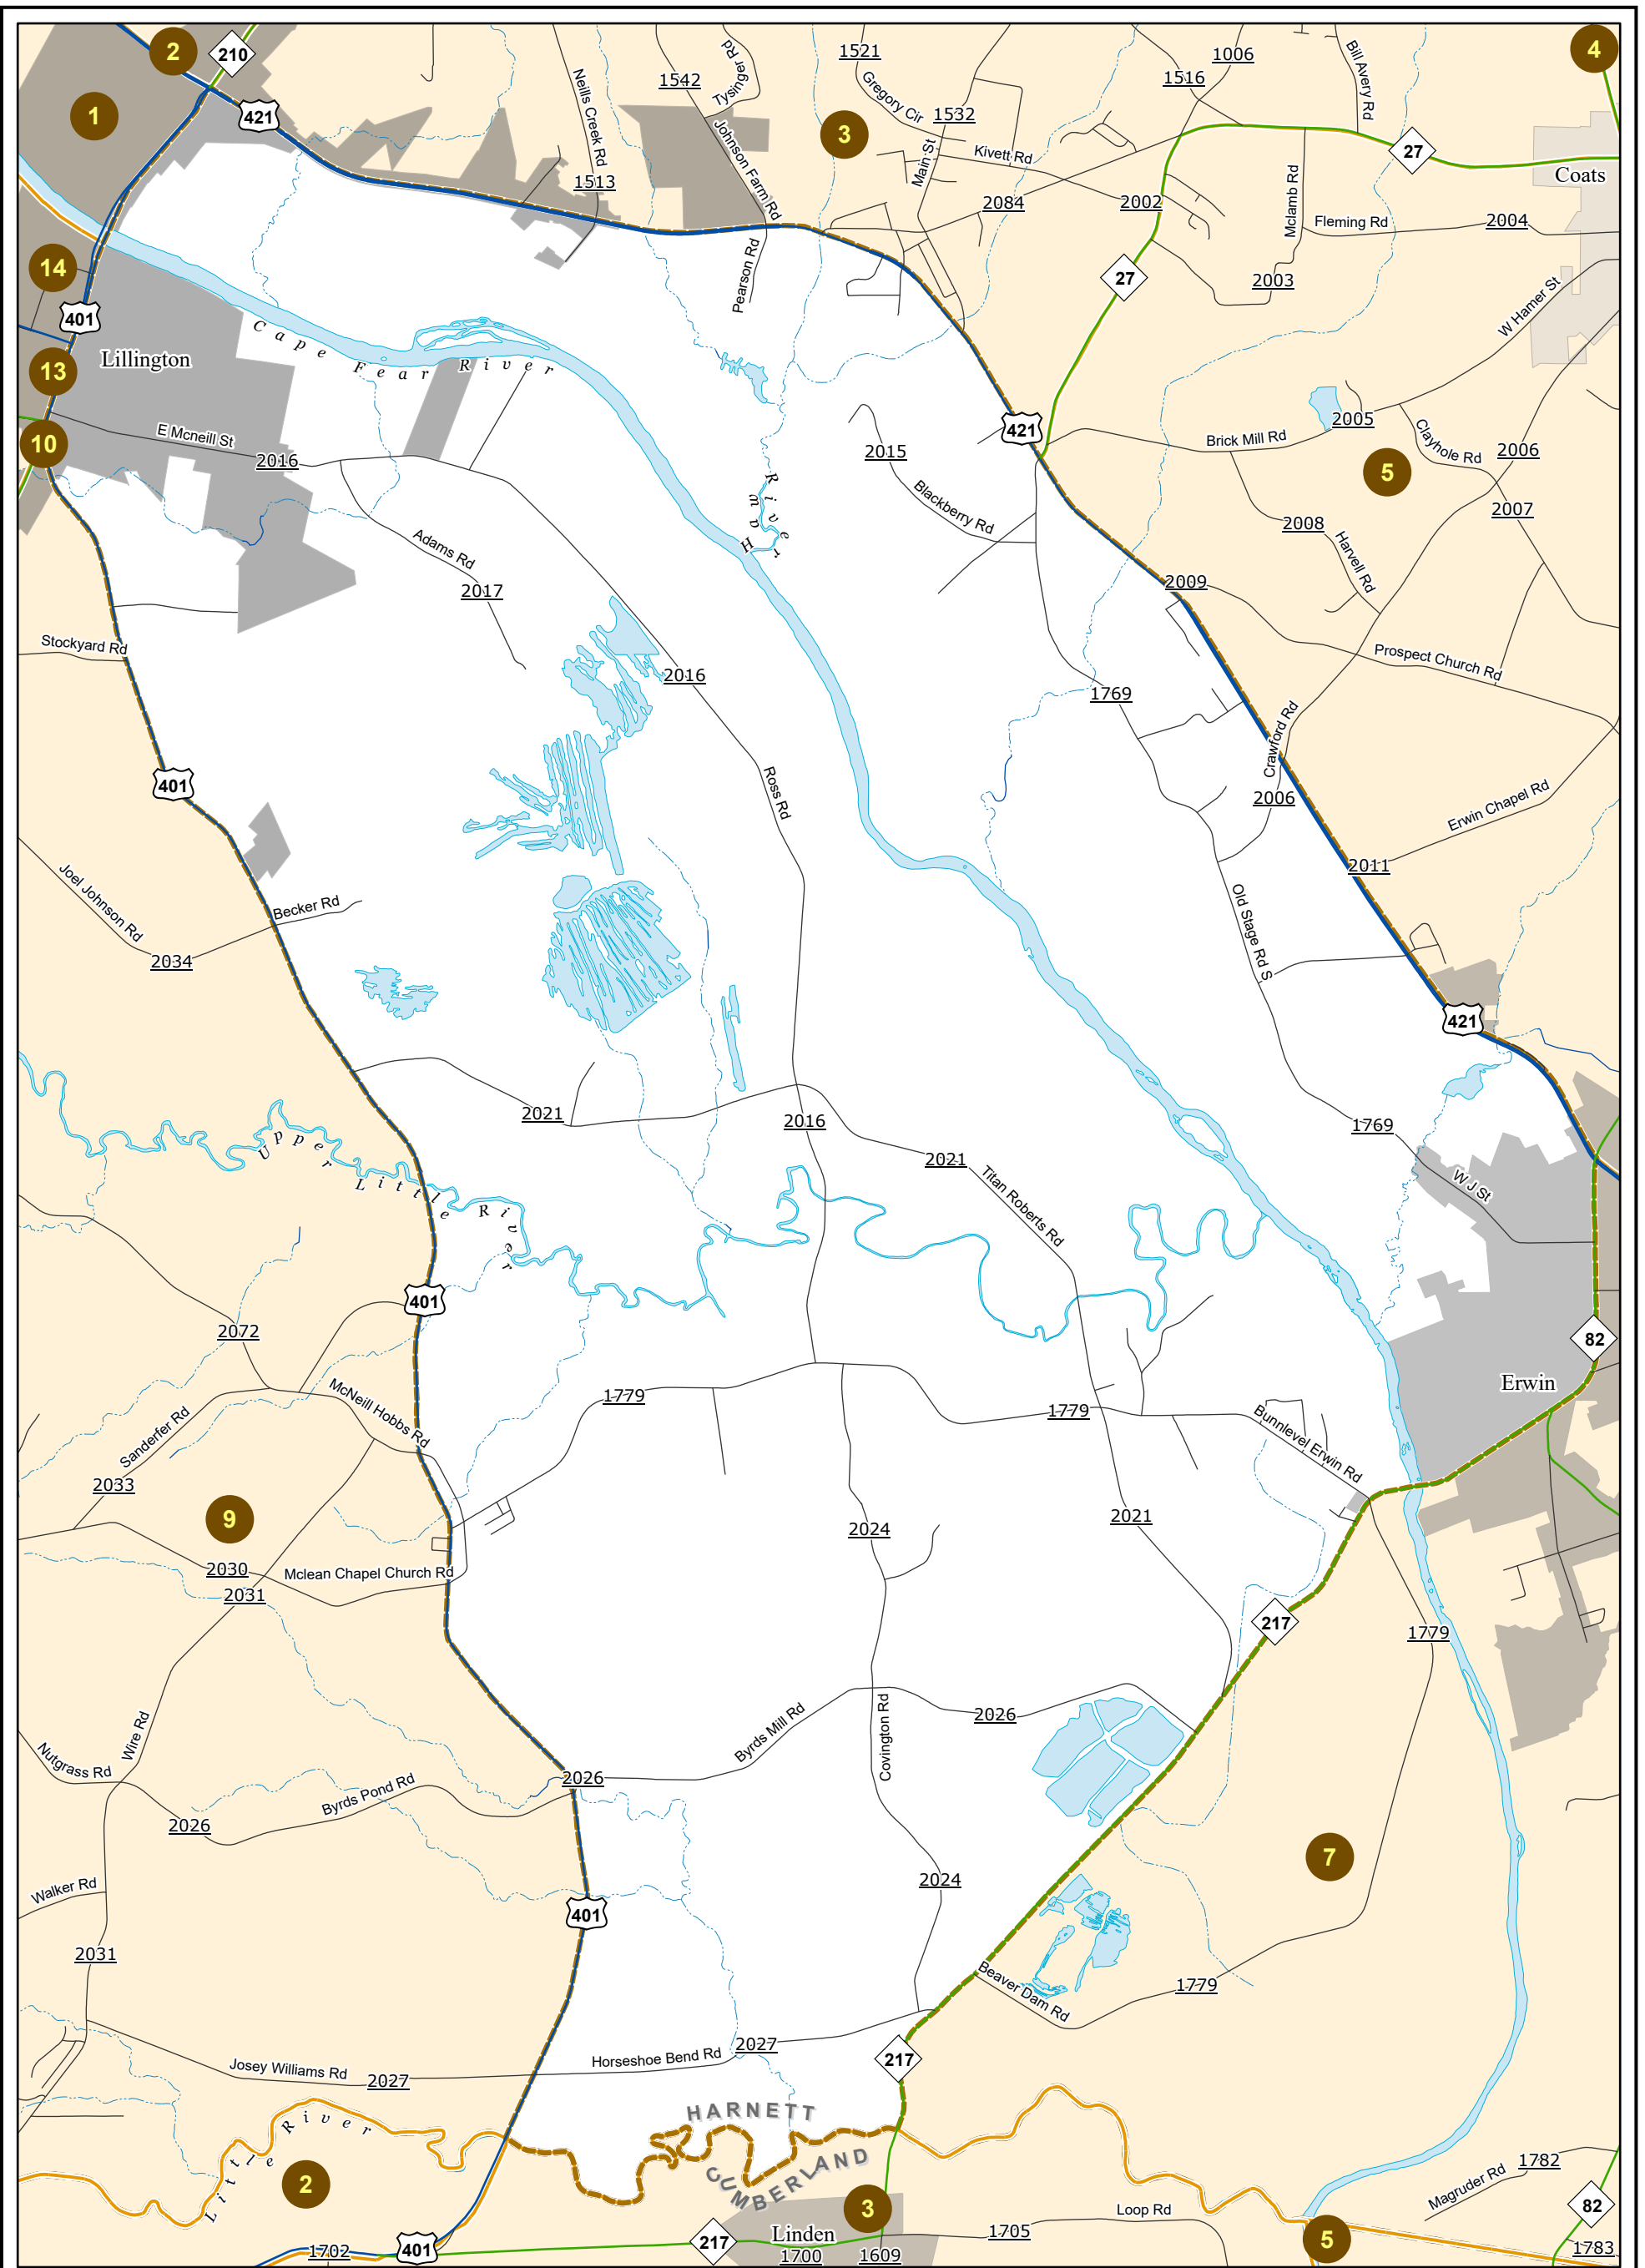 2
210
1542
Tysinger Rd
1521
1006
1516
Bill Avery Rd
4
1
421
Neills Creek Rd
Gregory Cir
1532
3
Johnson Farm Rd
Main St
Kivett Rd
27
Coats
1513
2084
2002
Mclamb Rd
Fleming Rd
2004
14
Pearson Rd
27
2003
W Hamer St
401
Lillington
Cape Fear River
13
10
E Mcneill St
2016
421
2015
Blackberry Rd
Brick Mill Rd
2005
Clayhole Rd
2006
5
2007
Ham River
2008
Harvell Rd
Adams Rd
2017
2009
Stockyard Rd
2016
Prospect Church Rd
1769
Crawford Rd
401
Ross Rd
2006
Erwin Chapel Rd
2011
Joel Johnson Rd
Becker Rd
2034
Old Stage Rd S
421
2021
2016
1769
Upper Little River
2021
Titan Roberts Rd
W J St
401
2072
82
McNeill Hobbs Rd
1779
1779
Erwin
Sanderfer Rd
Bunnlevel Erwin Rd
2033
9
2024
2021
2030
Mclean Chapel Church Rd
2031
217
1779
Wire Rd
Byrds Mill Rd
Covington Rd
2026
Nutgrass Rd
2026
Byrds Pond Rd
2026
7
Walker Rd
2024
401
2031
Beaver Dam Rd
1779
Josey Williams Rd
2027
Horseshoe Bend Rd
2027
217
HARNETT
CUMBERLAND
Little River
2
3
1782
Magruder Rd
82
Loop Rd
1705
Linden
217
1702
401
1700
1609
5
1783